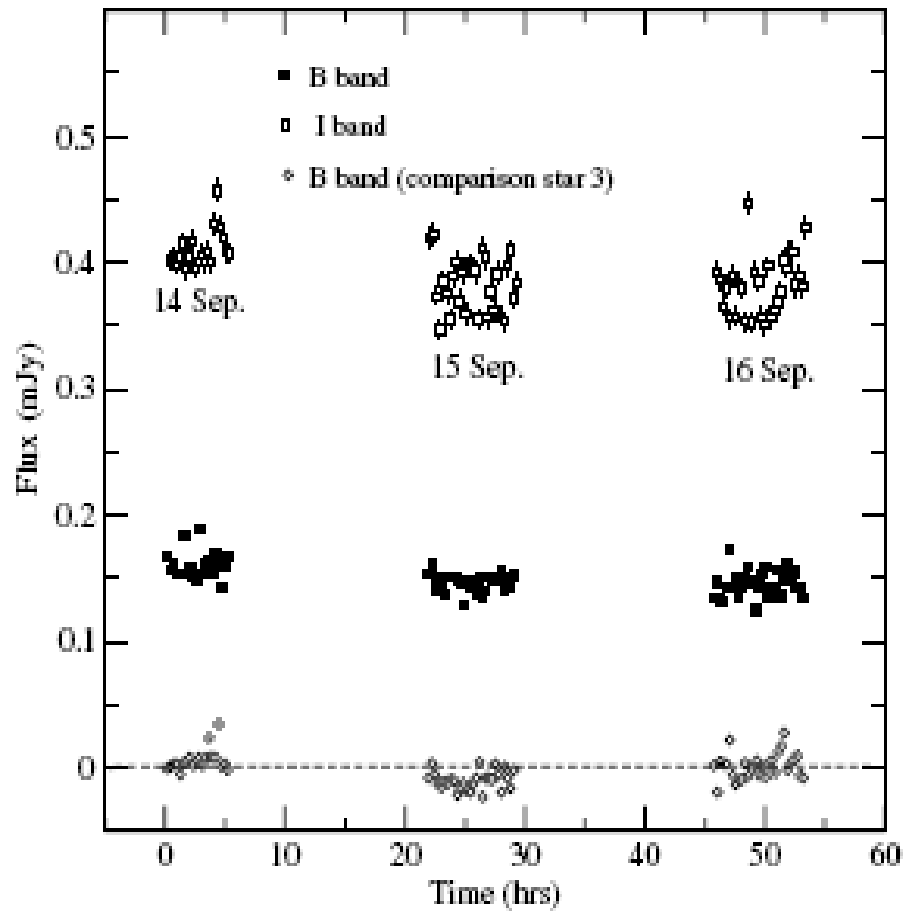 B band
I band
B band (comparison star 3)
0.5
0.4
14 Sep.
15 Sep.
16 Sep.
0.3
Flux (mJy)
0.2
0.1
0
0 10 20 30 40 50 60
Time (hrs)